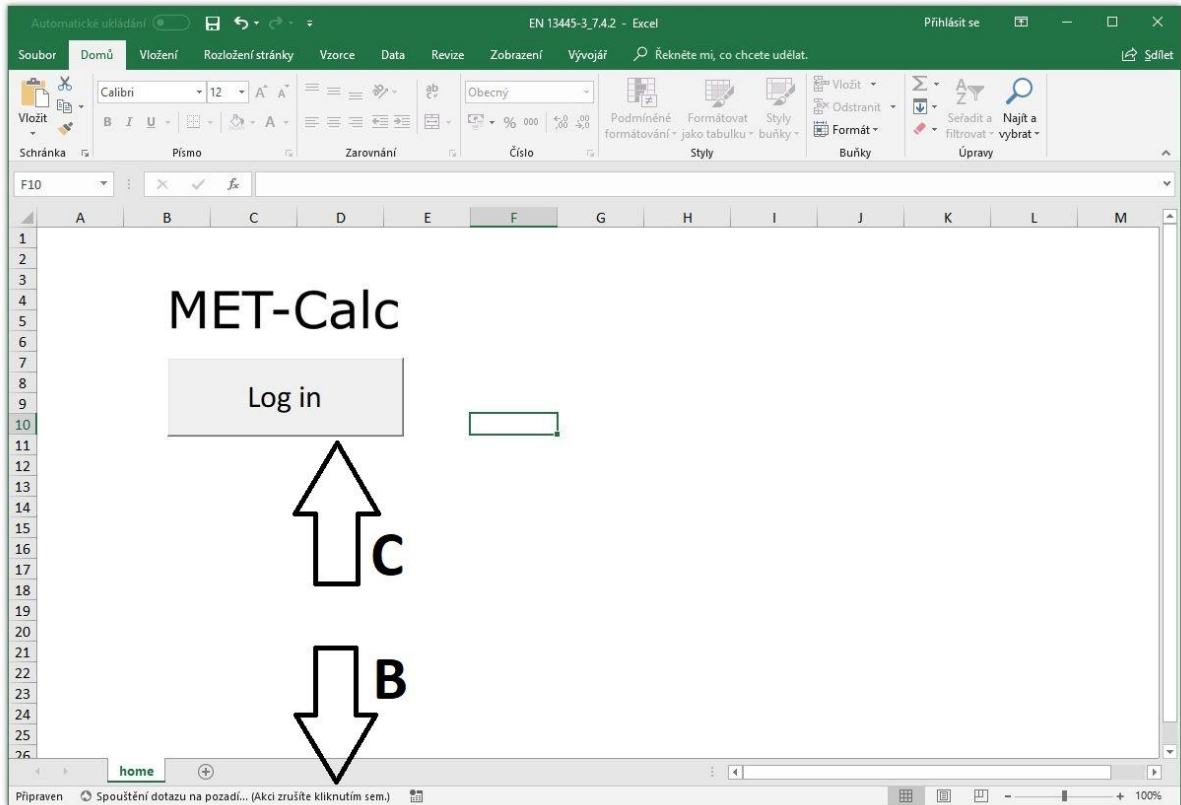 Automatické ukládání
EN 13445-3_7.4.2 - Excel
Přihlásit se
Soubor Domů Vložení Rozložení stránky Vzorce Data Revize Zobrazení Vývojář Řekněte mi, co chcete udělat. Sdílet
Vložit
Calibri 12 A A
B I U A
ab
Obecný
% 000
Podmíněné formátování
Formátovat jako tabulku
Styly buňky
Vložit
Odstranit
Formát
Seřadit a filtrovat
Najít a vybrat
Schránka Písmo Zarovnání Číslo Styly Buňky Úpravy
F10 fx
A B C D E F G H I J K L M
1
2
3
4
5
6
7
8
9
10
11
12
13
14
15
16
17
18
19
20
21
22
23
24
25
26
MET-Calc
Log in
C
B
home
Připraven Spouštění dotazu na pozadí... (Akci zrušíte kliknutím sem.) 100%